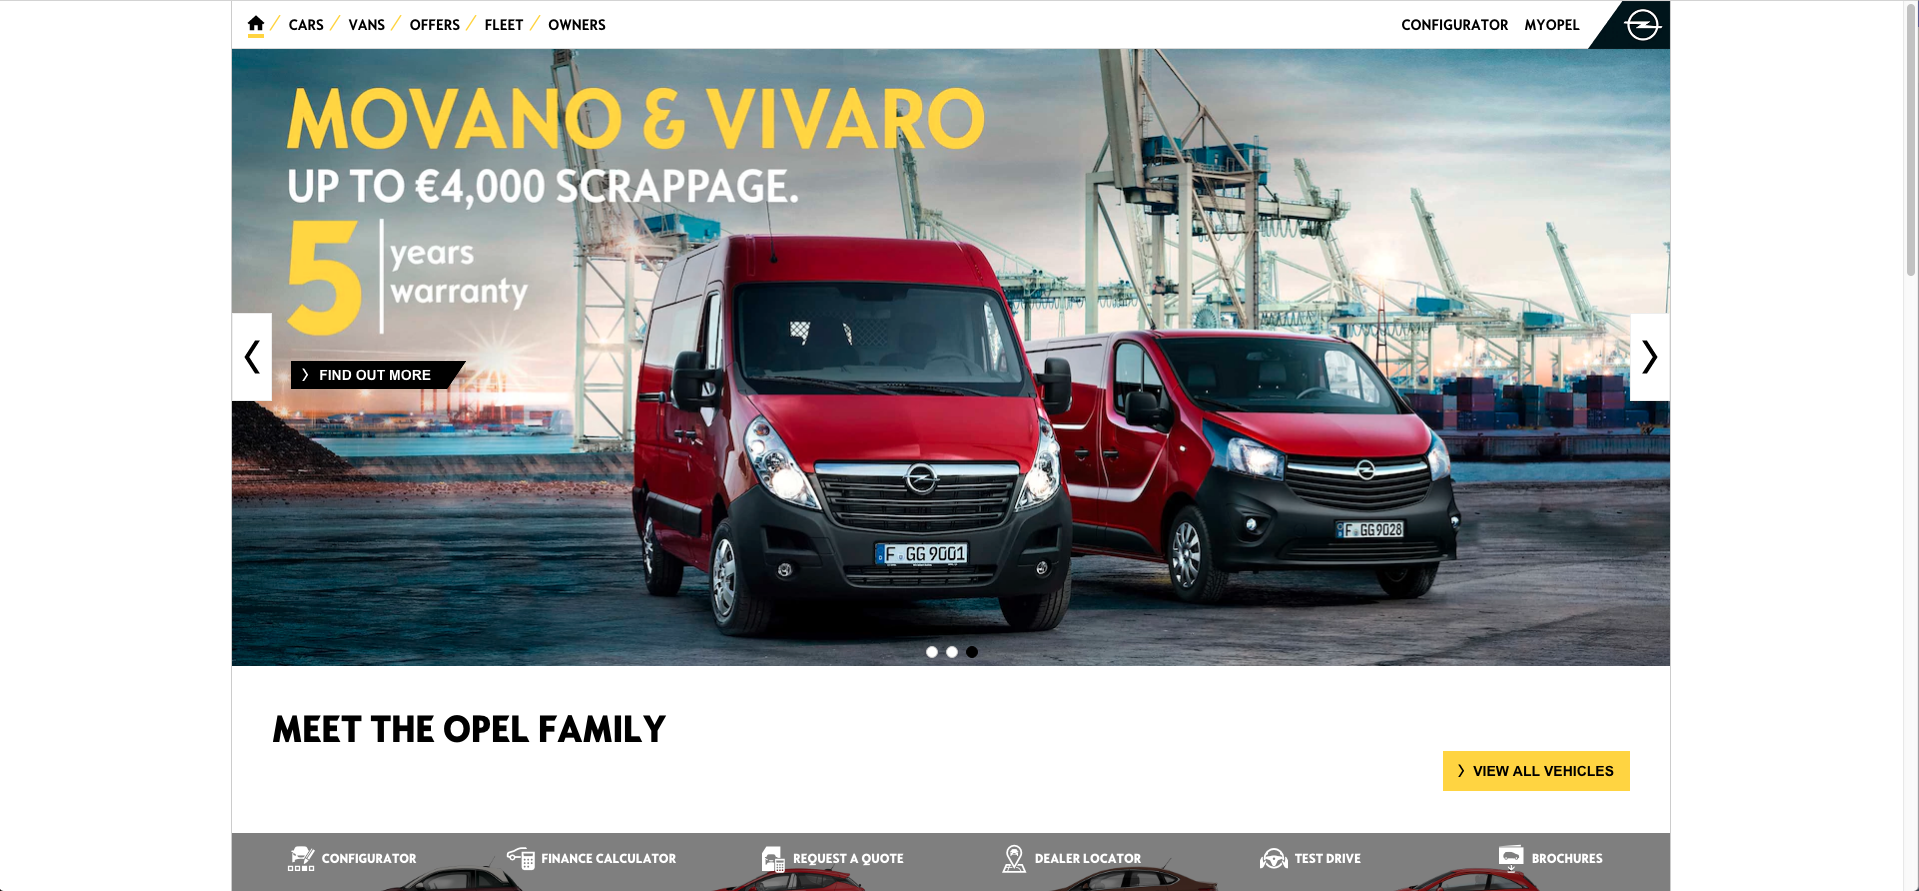 CARS
VANS
OFFERS
FLEET
OWNERS
CONFIGURATOR
MYOPEL
MOVANO & VIVARO
UP TO €4,000 SCRAPPAGE.
5
years
warranty
FIND OUT MORE
F GG 9001
F GG 9028
MEET THE OPEL FAMILY
VIEW ALL VEHICLES
CONFIGURATOR
FINANCE CALCULATOR
REQUEST A QUOTE
DEALER LOCATOR
TEST DRIVE
BROCHURES